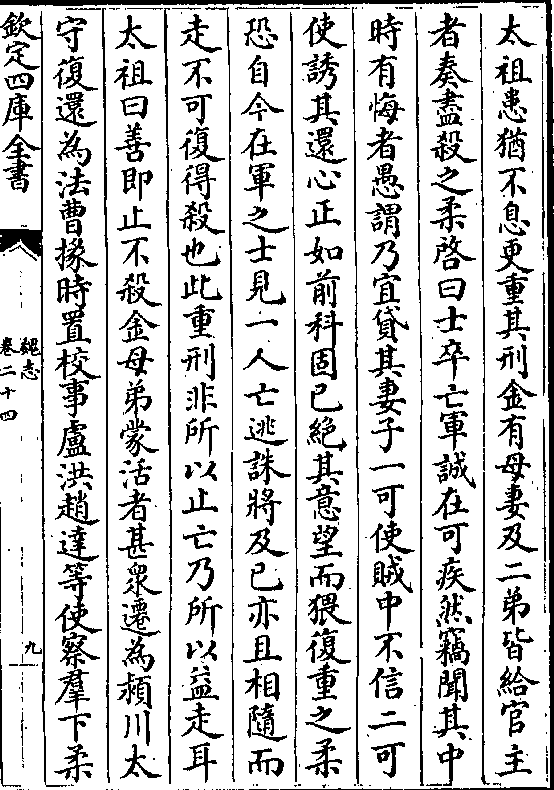 太祖患猶不息更重其刑金有母妻及二弟皆給官主
者奏盡殺之柔啓曰士卒亡軍誠在可疾然竊聞其中
時有悔者愚謂乃宜貸其妻子一可使賊中不信二可
使誘其還心正如前科固已絕其意望而猥復重之柔
恐自今在軍之士見一人亡逃誅將及已亦且相隨而
走不可復得殺也此重刑非所以止亡乃所以益走耳
太祖曰善即止不殺金母弟蒙活者甚衆遷為潁川太
守復還為法曹掾時置校事盧洪趙達等使察羣下柔
欽定四庫全書
魏志
卷二十四
九